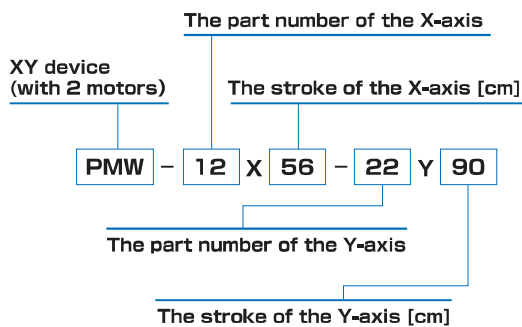 The part number of the X-axis
XY device
(with 2 motors)
The stroke of the X-axis [cm]
PMW – 12 X 56 – 22 Y 90
The part number of the Y-axis
The stroke of the Y-axis [cm]